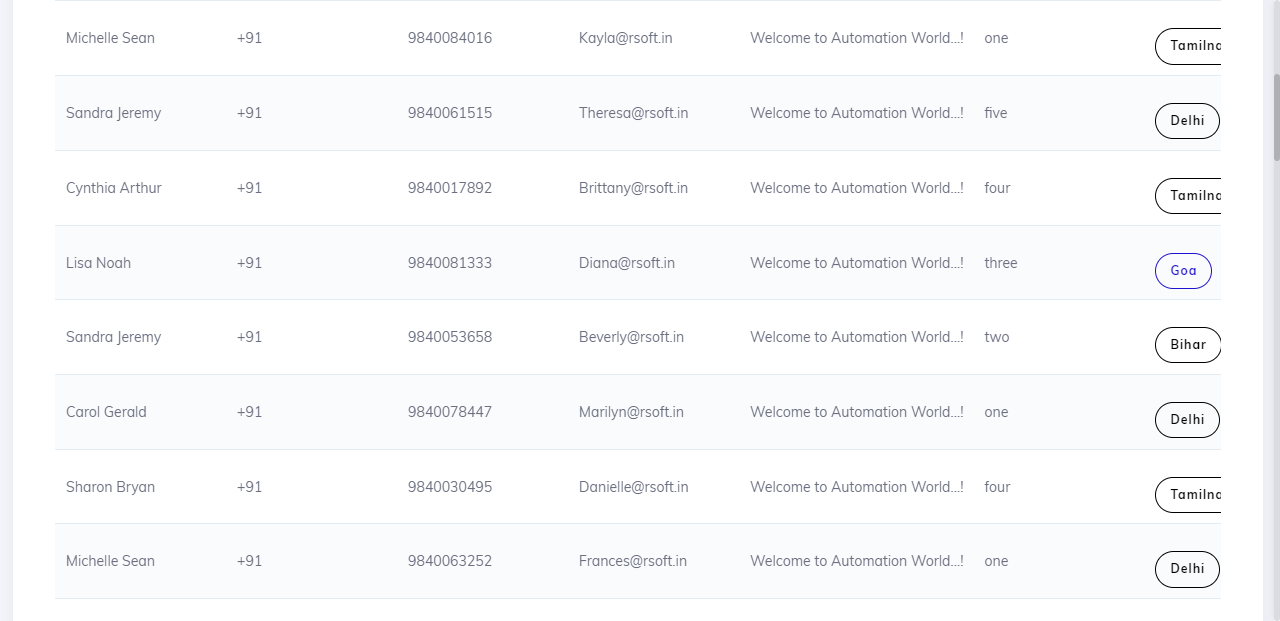 Michelle Sean +91 9840084016 Kayla@rsoft.in Welcome to Automation World...! one Tamilna
Sandra Jeremy +91 9840061515 Theresa@rsoft.in Welcome to Automation World...! five Delhi
Cynthia Arthur +91 9840017892 Brittany@rsoft.in Welcome to Automation World...! four Tamilna
Lisa Noah +91 9840081333 Diana@rsoft.in Welcome to Automation World...! three Goa
Sandra Jeremy +91 9840053658 Beverly@rsoft.in Welcome to Automation World...! two Bihar
Carol Gerald +91 9840078447 Marilyn@rsoft.in Welcome to Automation World...! one Delhi
Sharon Bryan +91 9840030495 Danielle@rsoft.in Welcome to Automation World...! four Tamilna
Michelle Sean +91 9840063252 Frances@rsoft.in Welcome to Automation World...! one Delhi